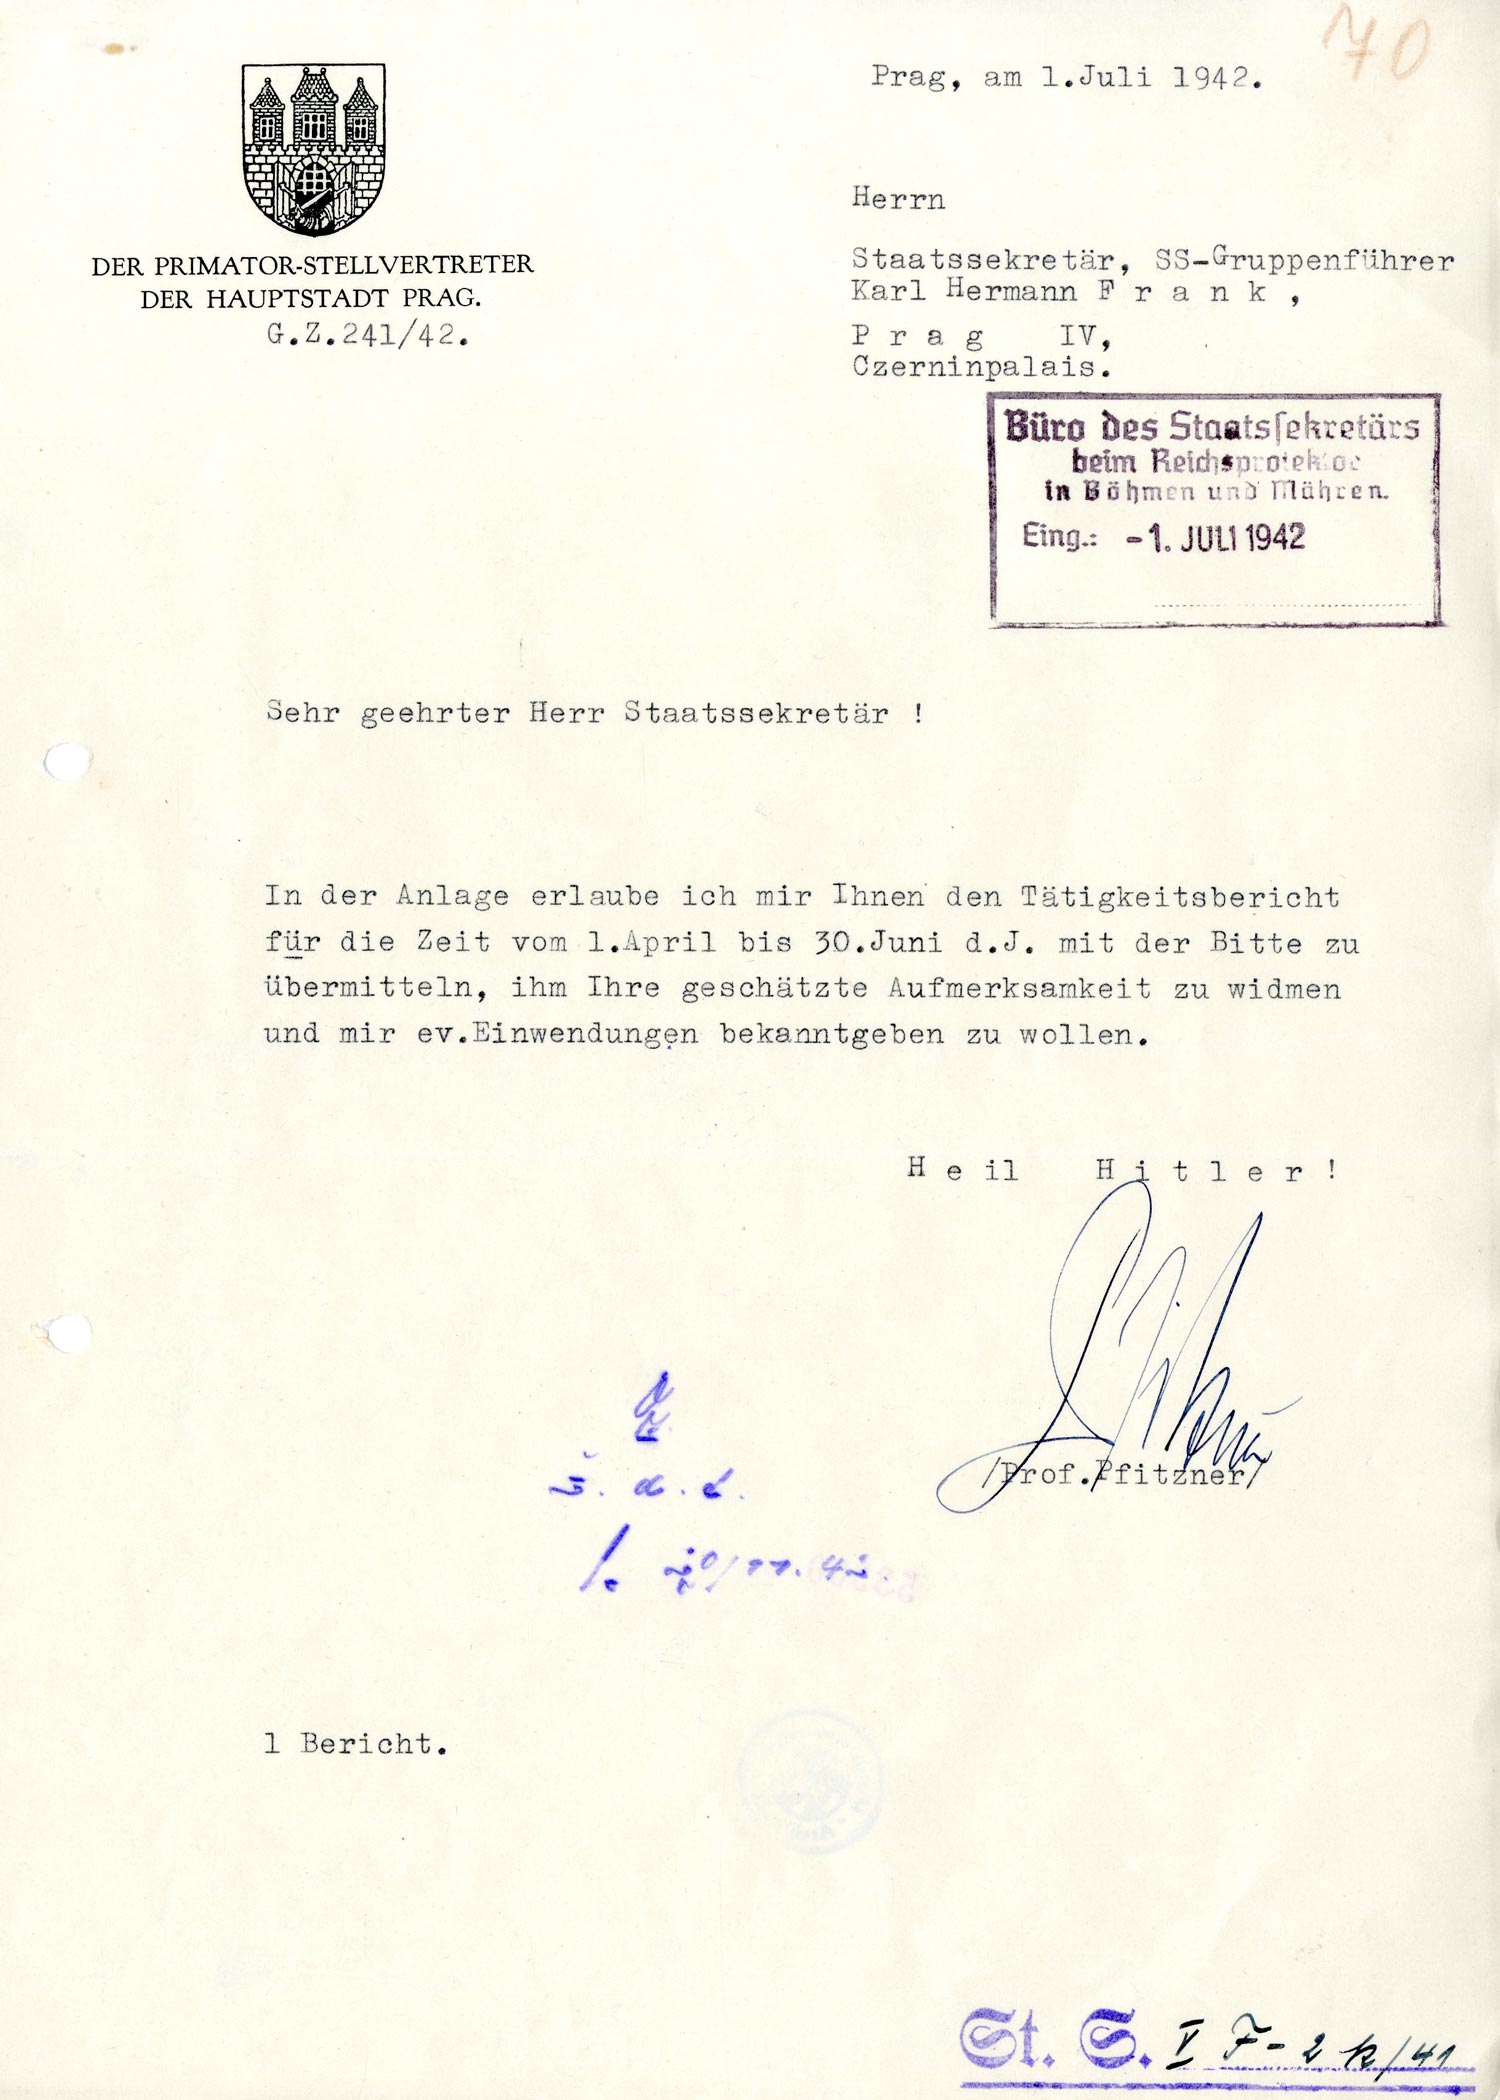 70
Prag, am 1.Juli 1942.
DER PRIMATOR-STELLVERTRETER
DER HAUPTSTADT PRAG.
G.Z.241/42.
Herrn
Staatssekretär, SS-Gruppenführer
Karl Hermann F r a n k ,
P r a g IV,
Czerninpalais.
Büro des Staatssekretärs
beim Reichsprotektor
in Böhmen und Mähren.
Eing.: -1. JULI 1942
Sehr geehrter Herr Staatssekretär !
In der Anlage erlaube ich mir Ihnen den Tätigkeitsbericht
für die Zeit vom 1.April bis 30.Juni d.J. mit der Bitte zu
übermitteln, ihm Ihre geschätzte Aufmerksamkeit zu widmen
und mir ev.Einwendungen bekanntgeben zu wollen.
H e i l H i t l e r !
/Prof.Pfitzner/
1 Bericht.
St. S. V F - 2 k/41